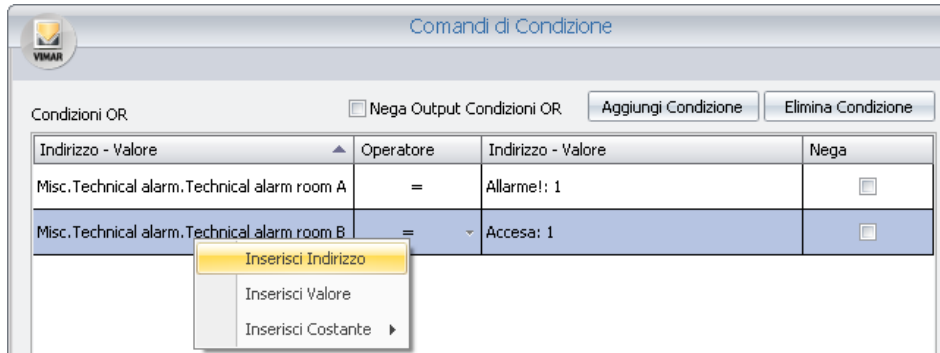 Comandi di Condizione
VIMAR
Condizioni OR Nega Output Condizioni OR Aggiungi Condizione Elimina Condizione
Indirizzo - Valore Operatore Indirizzo - Valore Nega
Misc.Technical alarm.Technical alarm room A = Allarme!: 1
Misc.Technical alarm.Technical alarm room B = Accesa: 1
Inserisci Indirizzo
Inserisci Valore
Inserisci Costante